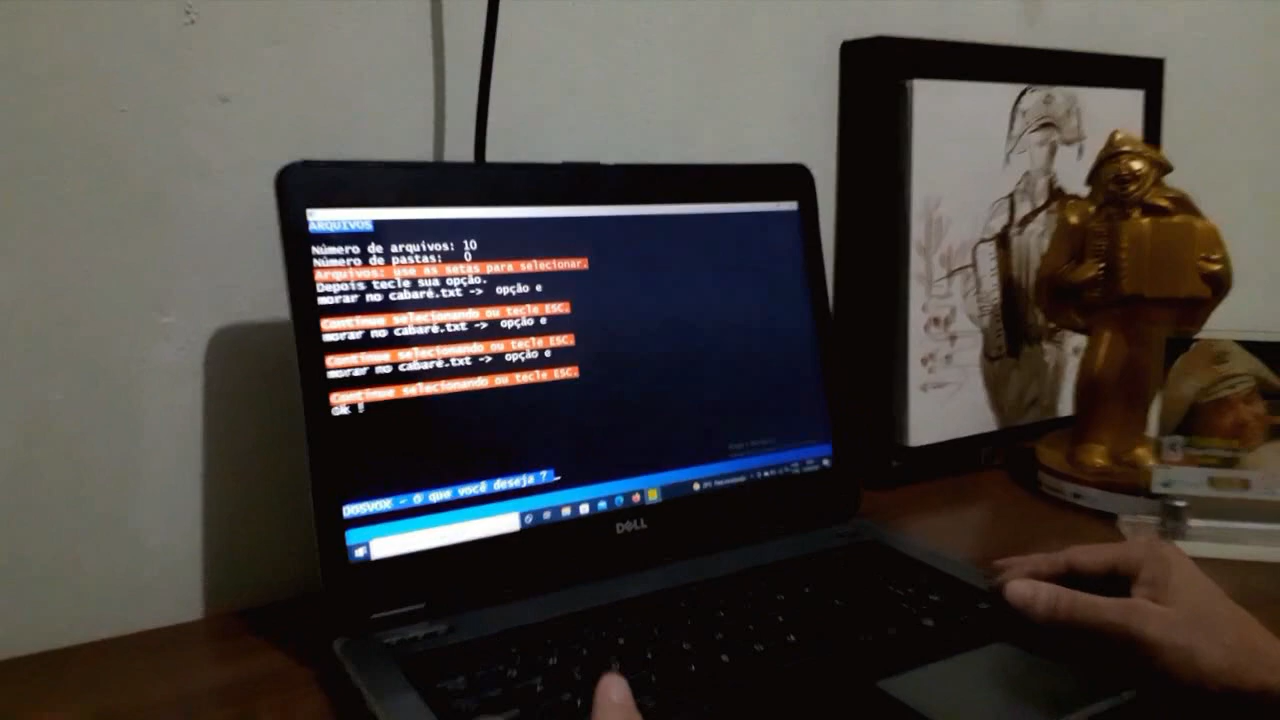 ARQUIVOS
Número de arquivos: 10
Número de pastas: 0
Arquivos: use as setas para selecionar.
Depois tecle sua opção.
morar no cabaré.txt -> opção e
Continue selecionando ou tecle ESC.
morar no cabaré.txt -> opção e
Continue selecionando ou tecle ESC.
morar no cabaré.txt -> opção e
Continue selecionando ou tecle ESC.
ok !
DOSVOX - O que você deseja ?
DELL